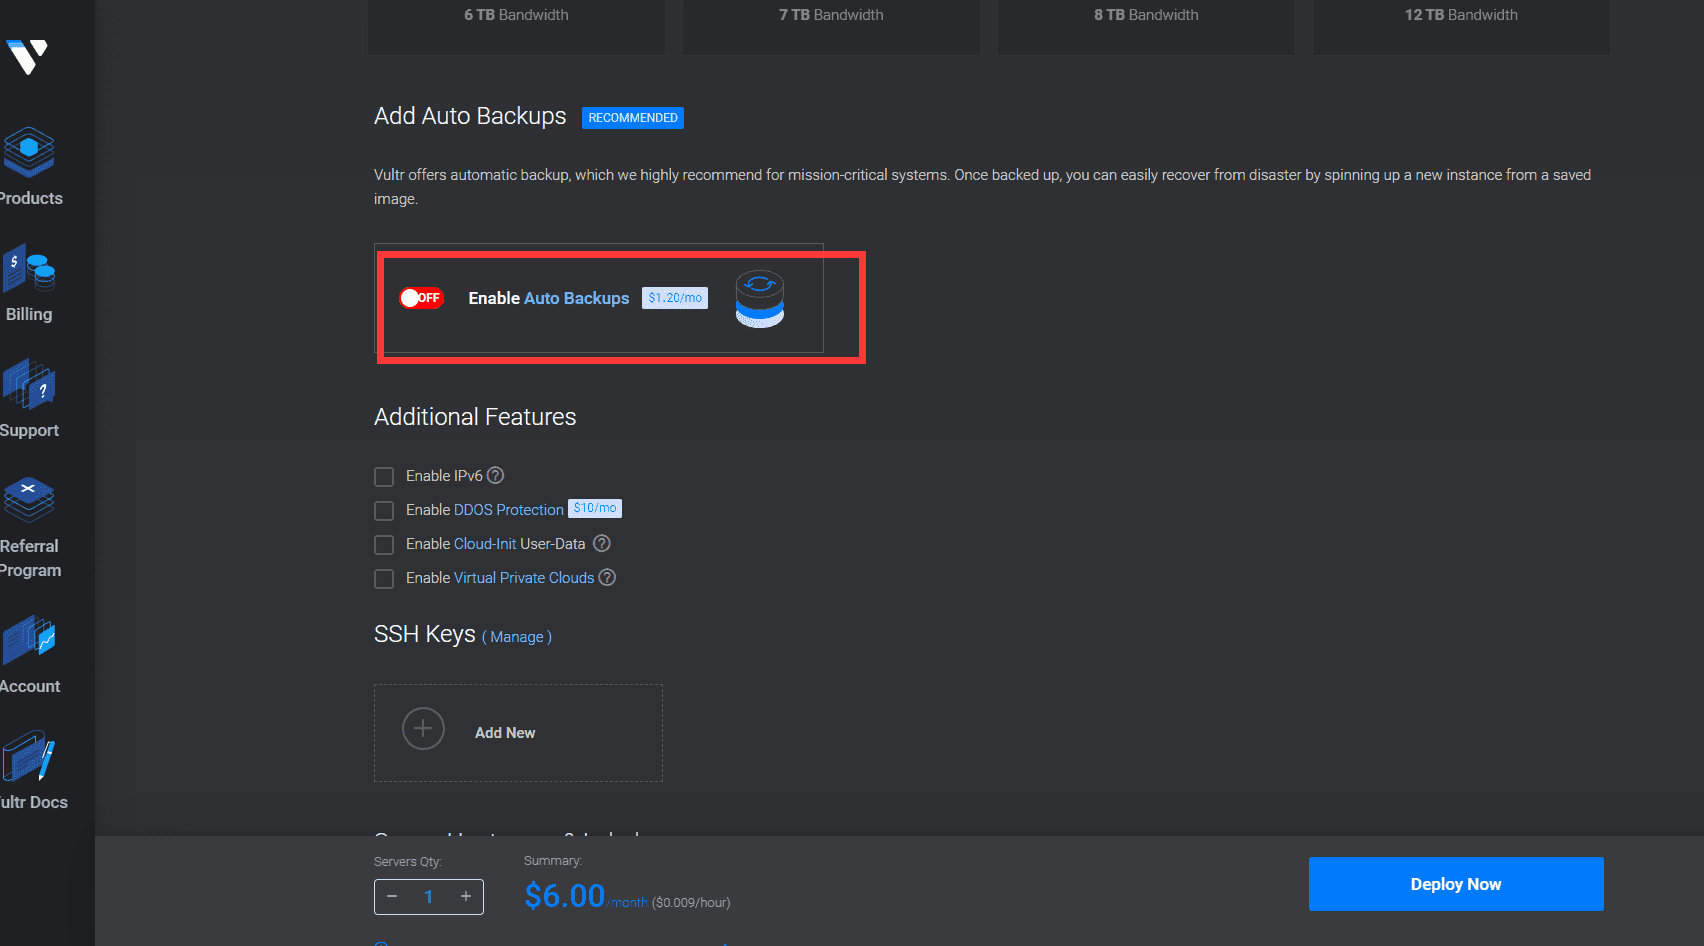 6 TB Bandwidth
7 TB Bandwidth
8 TB Bandwidth
12 TB Bandwidth
Products
Billing
Support
Referral
Program
Account
ultr Docs
Add Auto Backups RECOMMENDED
Vultr offers automatic backup, which we highly recommend for mission-critical systems. Once backed up, you can easily recover from disaster by spinning up a new instance from a saved
image.
OFF Enable Auto Backups $1.20/mo
Additional Features
Enable IPv6 ?
Enable DDOS Protection $10/mo
Enable Cloud-Init User-Data ?
Enable Virtual Private Clouds ?
SSH Keys ( Manage )
+ Add New
Servers Qty:
− 1 +
Summary:
$6.00/month ($0.009/hour)
Deploy Now